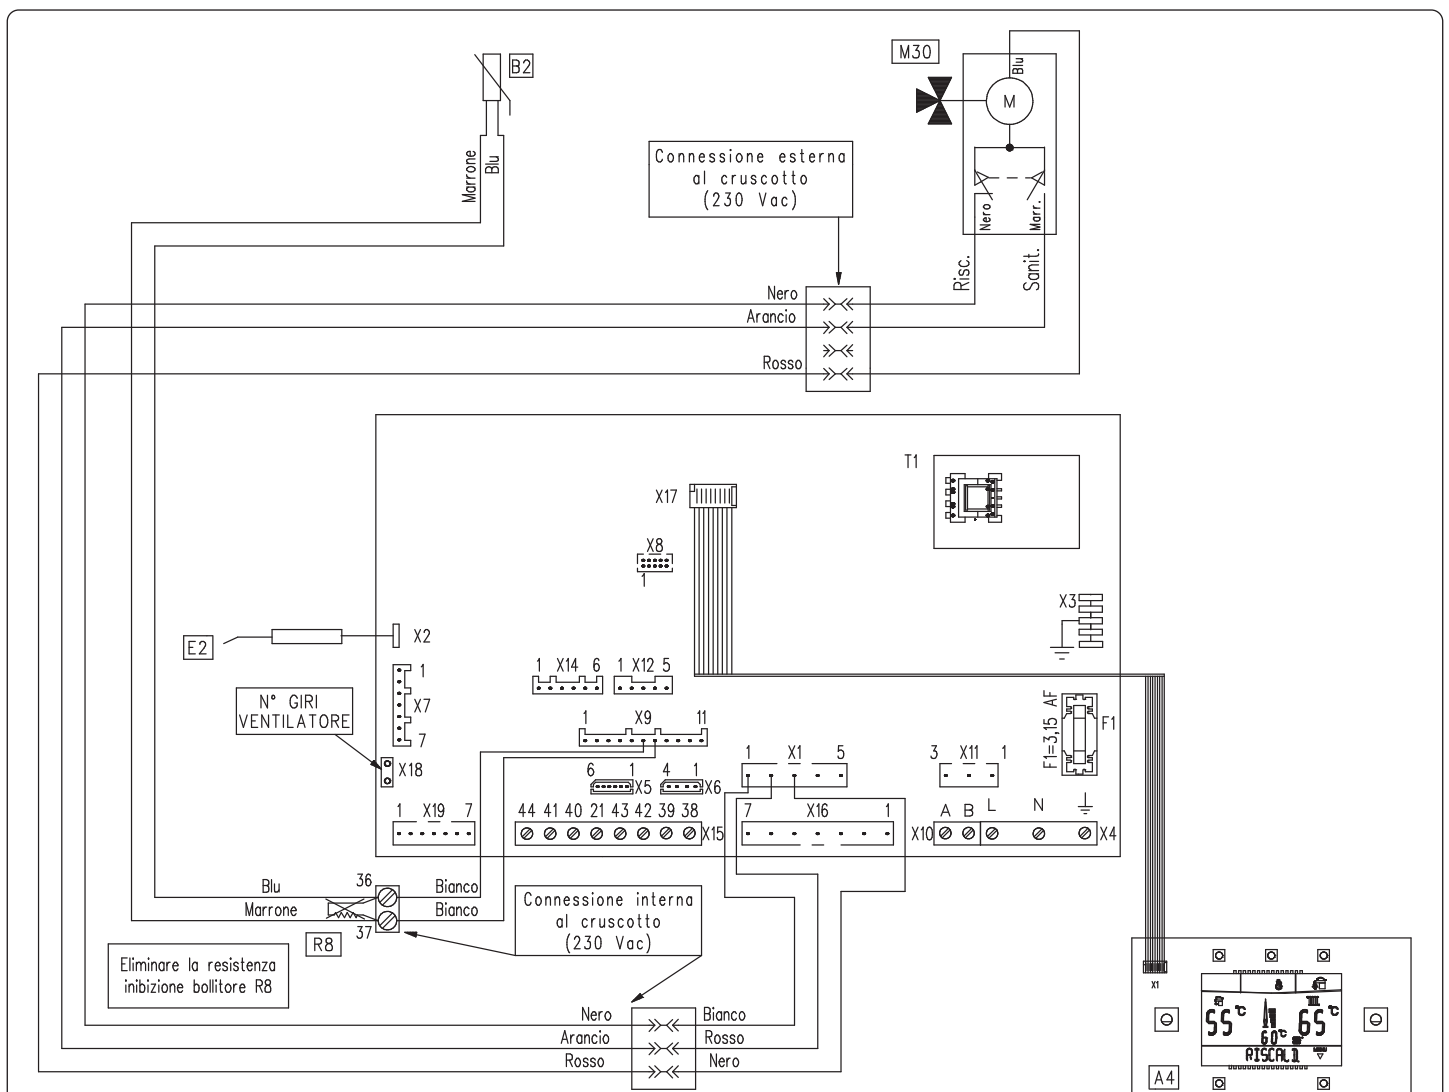 B2
M30
Blu
M
Connessione esterna
al cruscotto
(230 Vac)
Marrone
Blu
Nero
Marr.
Risc.
Sanit.
Nero
Arancio
Rosso
T1
X17
X8
1
X3
E2
X2
1
X7
7
1 X14 6
1 X12 5
N° GIRI
VENTILATORE
1 X9 11
F1=3,15 AF
F1
X18
6 1
X5
4 1
X6
1 X1 5
3 X11 1
1 X19 7
44 41 40 21 43 42 39 38
X15
7 X16 1
A B L N
X10
X4
36
Blu
Bianco
Marrone
Bianco
37
R8
Connessione interna
al cruscotto
(230 Vac)
Eliminare la resistenza
inibizione bollitore R8
Nero
Bianco
Arancio
Rosso
Rosso
Nero
X1
55 °C
65 °C
60 °C
RISCAL1
MENU
A4